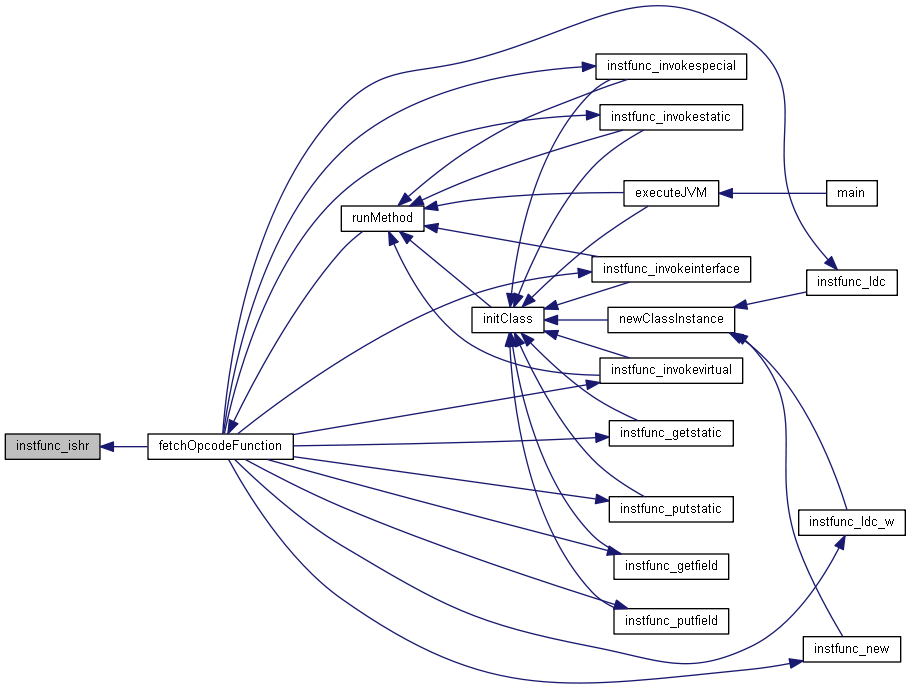 instfunc_invokespecial
instfunc_invokestatic
executeJVM
main
runMethod
instfunc_invokeinterface
instfunc_ldc
initClass
newClassInstance
instfunc_invokevirtual
instfunc_getstatic
instfunc_ishr
fetchOpcodeFunction
instfunc_putstatic
instfunc_ldc_w
instfunc_getfield
instfunc_putfield
instfunc_new